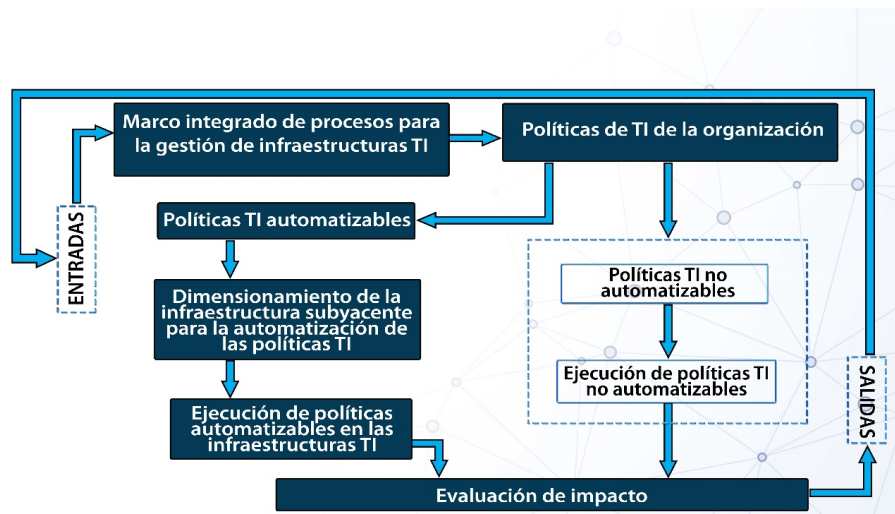 Marco integrado de procesos para
la gestión de infraestructuras TI
Políticas de TI de la organización
ENTRADAS
Políticas TI automatizables
Dimensionamiento de la
infraestructura subyacente
para la automatización de
las políticas TI
Ejecución de políticas
automatizables en las
infraestructuras TI
Políticas TI no
automatizables
Ejecución de políticas TI
no automatizables
SALIDAS
Evaluación de impacto